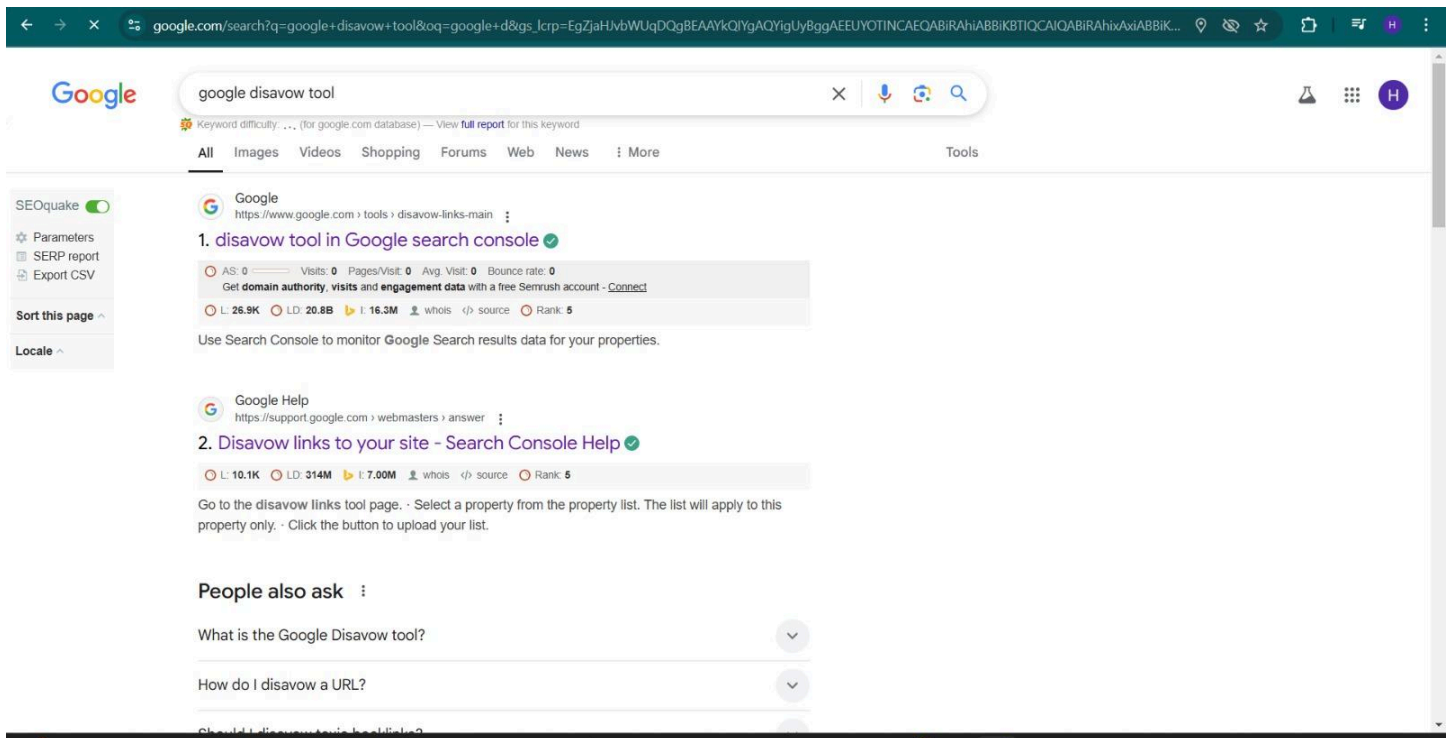 google.com/search?q=google+disavow+tool&oq=google+d&gs_lcrp=EgZjaHJvbWUqDQgBEAAYkQIYgAQYigUyBggAEEUYOTINCAEQABiRAhiABBiKBTIQCAIQABiRAhixAxiABBiK...
H
Google
google disavow tool
H
Keyword difficulty: . ., (for google.com database) — View full report for this keyword
All Images Videos Shopping Forums Web News More Tools
SEOquake
Parameters
SERP report
Export CSV
Sort this page
Locale
Google
https://www.google.com › tools › disavow-links-main
1. disavow tool in Google search console
AS: 0 Visits: 0 Pages/Visit: 0 Avg. Visit: 0 Bounce rate: 0
Get domain authority, visits and engagement data with a free Semrush account - Connect
L: 26.9K LD: 20.8B I: 16.3M whois </> source Rank: 5
Use Search Console to monitor Google Search results data for your properties.
Google Help
https://support.google.com › webmasters › answer
2. Disavow links to your site - Search Console Help
L: 10.1K LD: 314M I: 7.00M whois </> source Rank: 5
Go to the disavow links tool page. · Select a property from the property list. The list will apply to this
property only. · Click the button to upload your list.
People also ask
What is the Google Disavow tool?
How do I disavow a URL?
Should I disavow toxic backlinks?